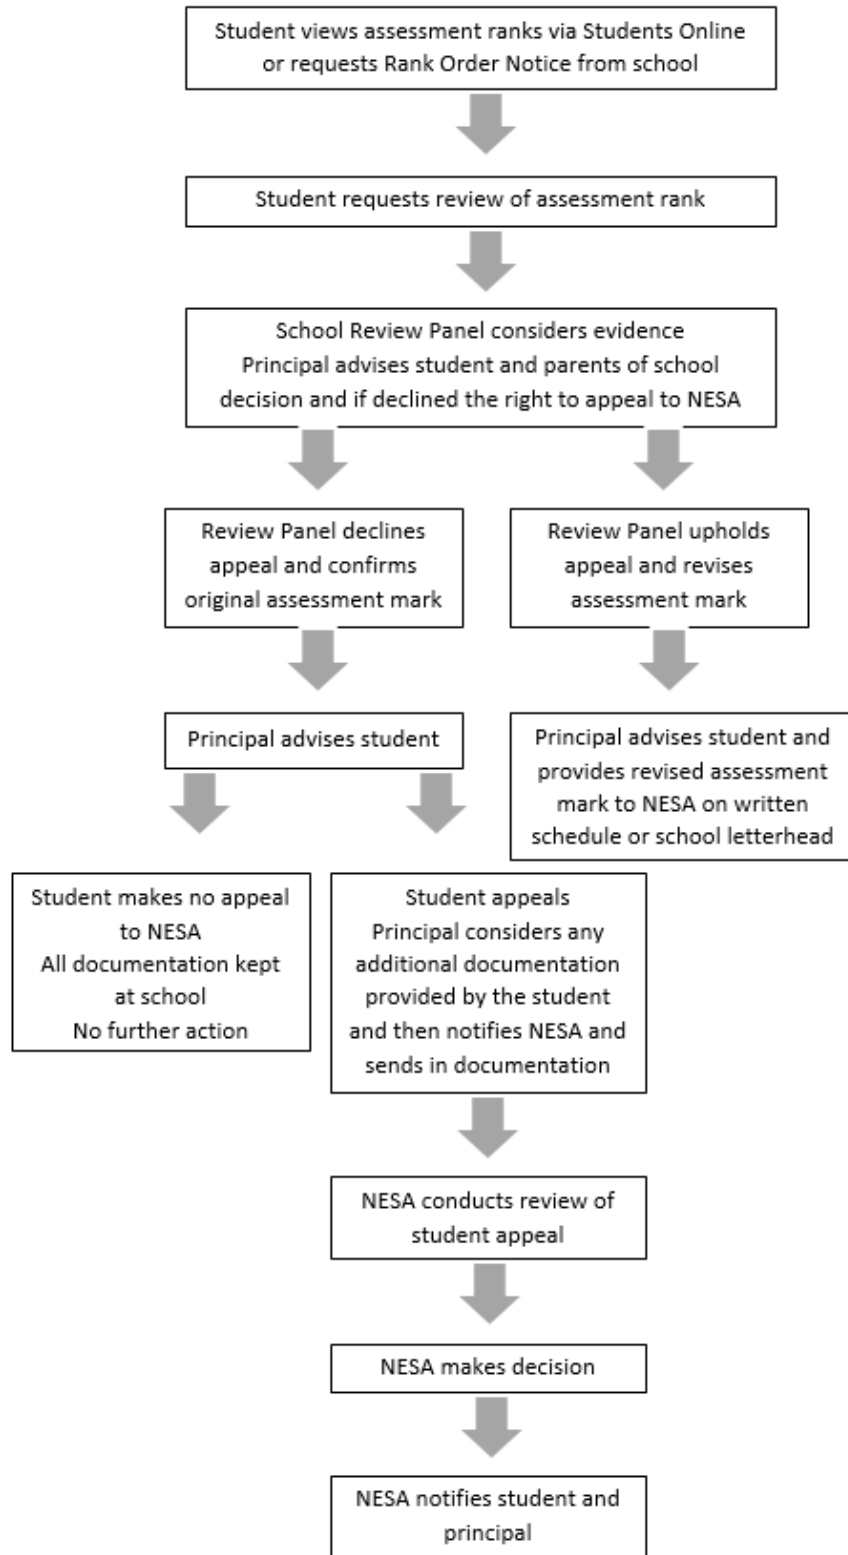 Student views assessment ranks via Students Online
or requests Rank Order Notice from school
Student requests review of assessment rank
School Review Panel considers evidence
Principal advises student and parents of school
decision and if declined the right to appeal to NESA
Review Panel declines
appeal and confirms
original assessment mark
Review Panel upholds
appeal and revises
assessment mark
Principal advises student
Principal advises student and
provides revised assessment
mark to NESA on written
schedule or school letterhead
Student makes no appeal
to NESA
All documentation kept
at school
No further action
Student appeals
Principal considers any
additional documentation
provided by the student
and then notifies NESA and
sends in documentation
NESA conducts review of
student appeal
NESA makes decision
NESA notifies student and
principal